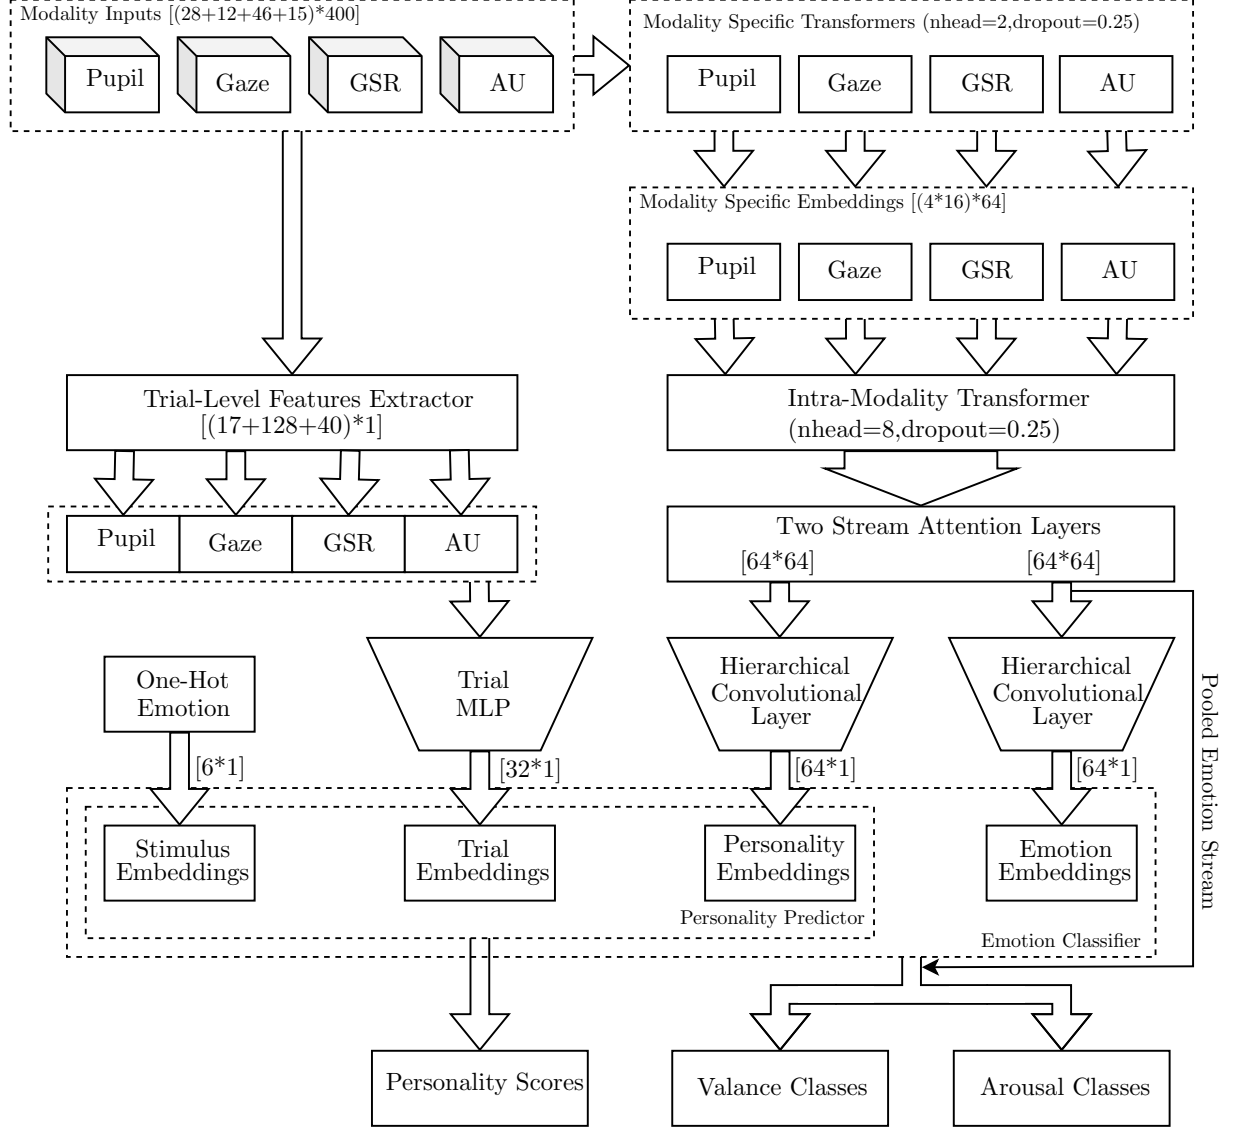 Modality Inputs [(28+12+46+15)*400]
Pupil
Gaze
GSR
AU
Modality Specific Transformers (nhead=2,dropout=0.25)
Pupil
Gaze
GSR
AU
Modality Specific Embeddings [(4*16)*64]
Pupil
Gaze
GSR
AU
Trial-Level Features Extractor
[(17+128+40)*1]
Intra-Modality Transformer
(nhead=8,dropout=0.25)
Pupil
Gaze
GSR
AU
Two Stream Attention Layers
[64*64]
[64*64]
One-Hot
Emotion
Trial
MLP
Hierarchical
Convolutional
Layer
Hierarchical
Convolutional
Layer
Pooled Emotion Stream
[6*1]
[32*1]
[64*1]
[64*1]
Stimulus
Embeddings
Trial
Embeddings
Personality
Embeddings
Emotion
Embeddings
Personality Predictor
Emotion Classifier
Personality Scores
Valance Classes
Arousal Classes